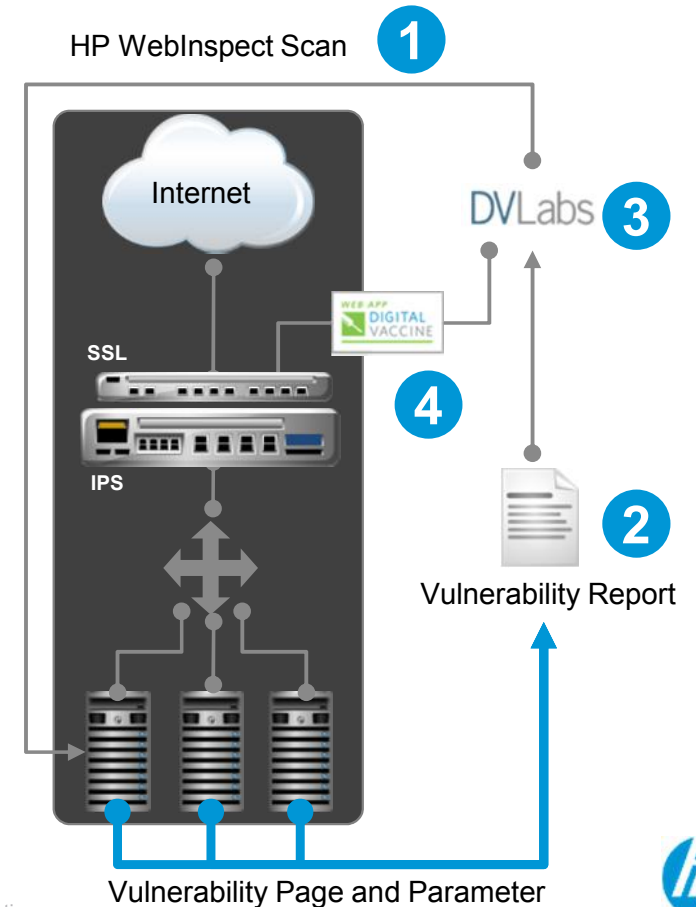 HP WebInspect Scan
1
Internet
DVLabs
3
WEB APP
DIGITAL
VACCINE
SSL
4
IPS
2
Vulnerability Report
Vulnerability Page and Parameter